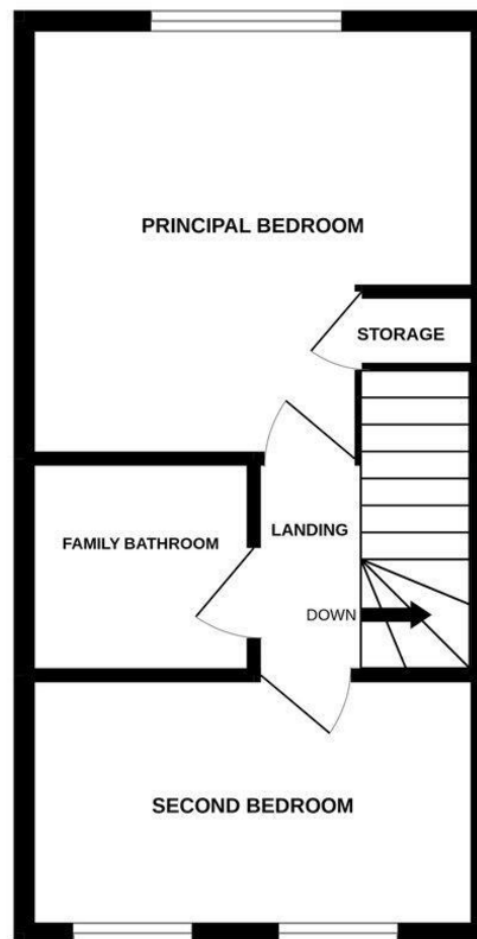 PRINCIPAL BEDROOM
STORAGE
LANDING
FAMILY BATHROOM
DOWN
SECOND BEDROOM